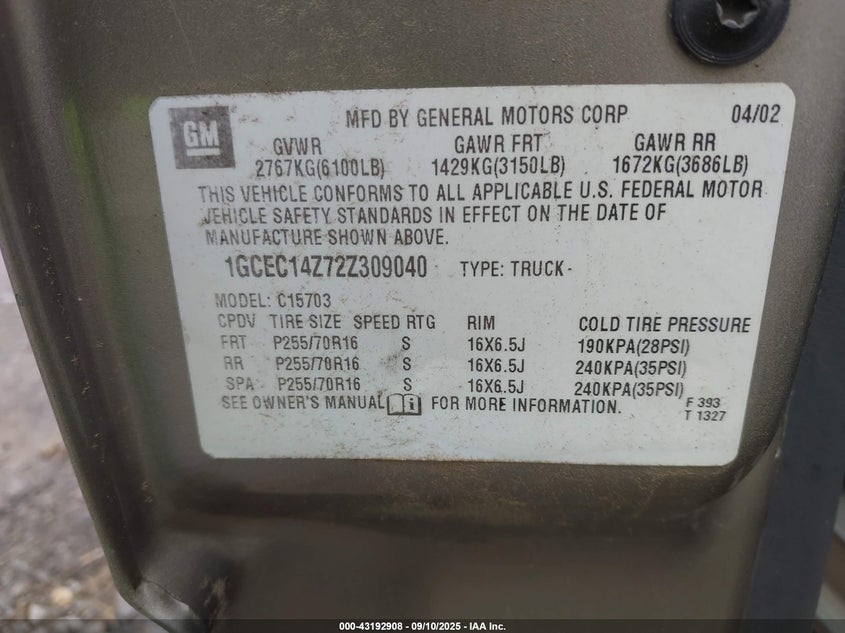 GM
MFD BY GENERAL MOTORS CORP 04/02
GVWR GAWR FRT GAWR RR
2767KG(6100LB) 1429KG(3150LB) 1672KG(3686LB)
THIS VEHICLE CONFORMS TO ALL APPLICABLE U.S. FEDERAL MOTOR
VEHICLE SAFETY STANDARDS IN EFFECT ON THE DATE OF
MANUFACTURE SHOWN ABOVE.
1GCEC14Z72Z309040 TYPE: TRUCK
MODEL: C15703
CPDV TIRE SIZE SPEED RTG RIM COLD TIRE PRESSURE
FRT P255/70R16 S 16X6.5J 190KPA(28PSI)
RR P255/70R16 S 16X6.5J 240KPA(35PSI)
SPA P255/70R16 S 16X6.5J 240KPA(35PSI)
SEE OWNER'S MANUAL i FOR MORE INFORMATION.
F 393
T 1327
000-43192908 - 09/10/2025 - IAA Inc.